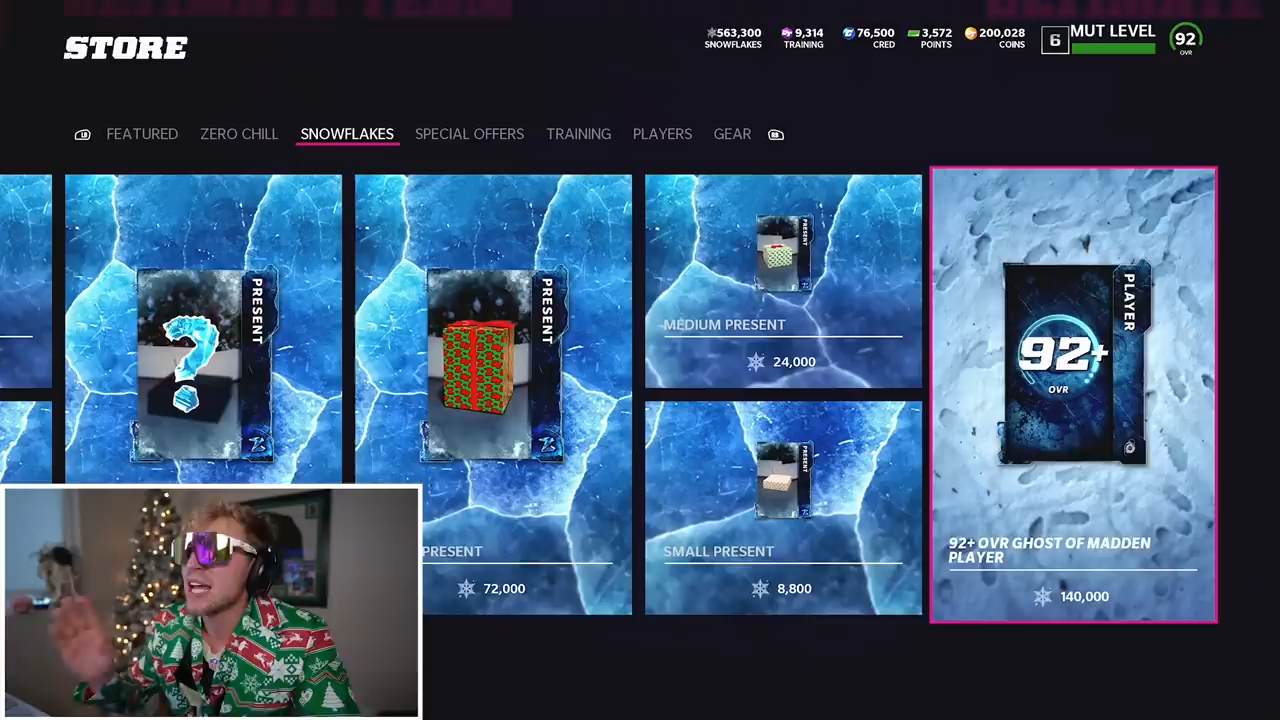 STORE
563,300
SNOWFLAKES
9,314
TRAINING
76,500
CRED
3,572
POINTS
200,028
COINS
6
MUT LEVEL
92
OVR
FEATURED
ZERO CHILL
SNOWFLAKES
SPECIAL OFFERS
TRAINING
PLAYERS
GEAR
PRESENT
?
PRESENT
PRESENT
72,000
PRESENT
MEDIUM PRESENT
24,000
PRESENT
SMALL PRESENT
8,800
PLAYER
92+
OVR
92+ OVR GHOST OF MADDEN
PLAYER
140,000